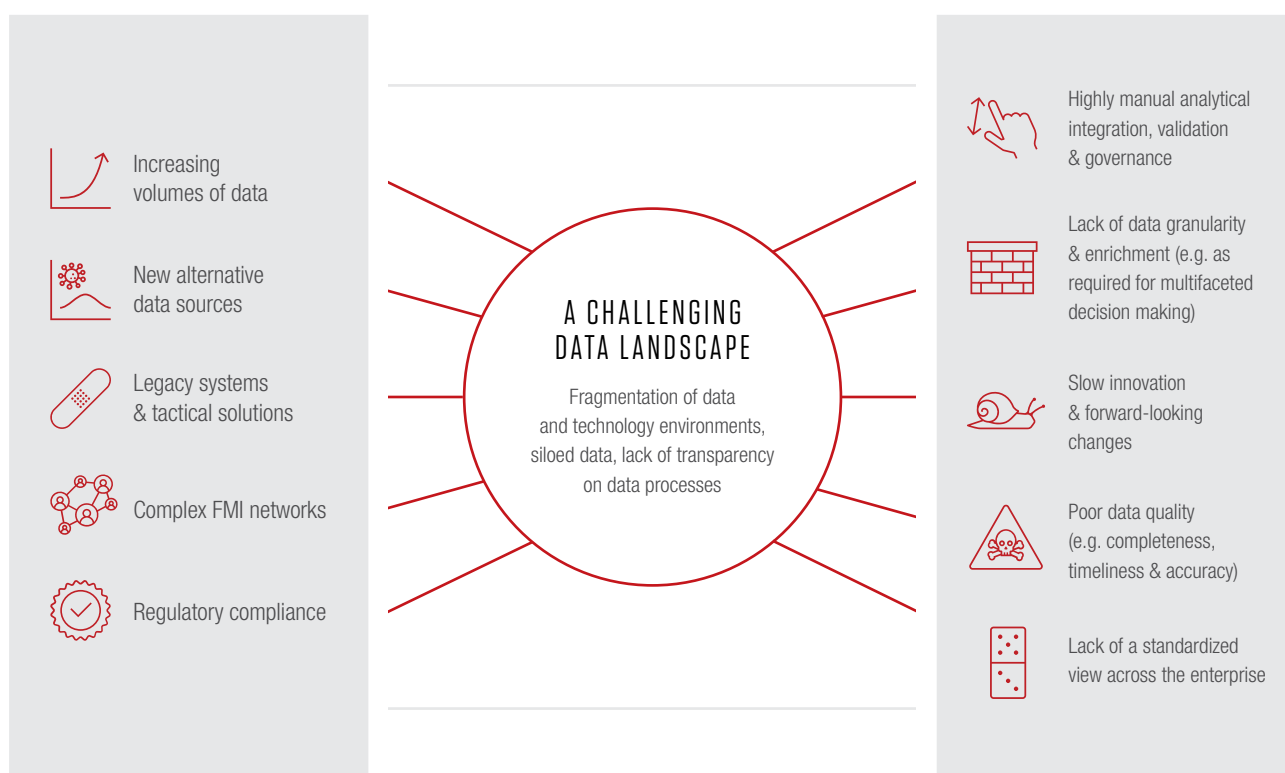 Increasing
volumes of data
New alternative
data sources
Legacy systems
& tactical solutions
Complex FMI networks
Regulatory compliance
A CHALLENGING
DATA LANDSCAPE
Fragmentation of data
and technology environments,
siloed data, lack of transparency
on data processes
Highly manual analytical
integration, validation
& governance
Lack of data granularity
& enrichment (e.g. as
required for multifaceted
decision making)
Slow innovation
& forward-looking
changes
Poor data quality
(e.g. completeness,
timeliness & accuracy)
Lack of a standardized
view across the enterprise